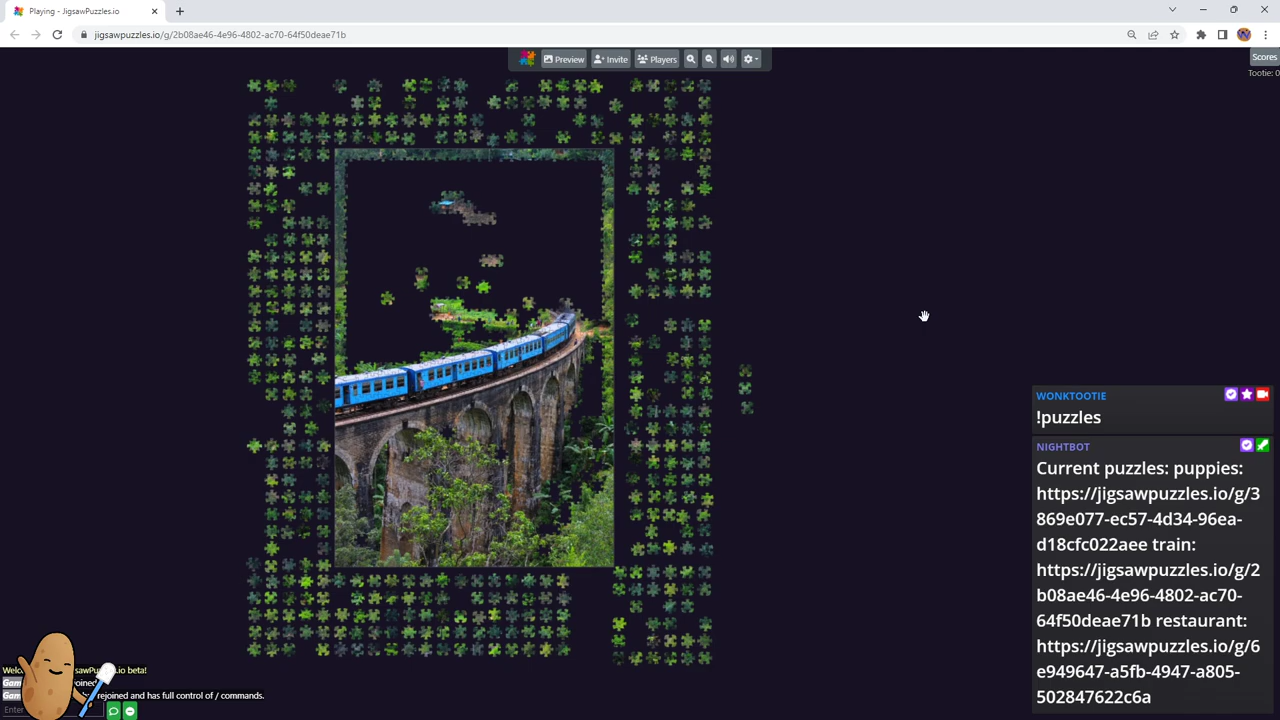 Playing - JigsawPuzzles.io
jigsawpuzzles.io/g/2b08ae46-4e96-4802-ac70-64f50deae71b
Preview
Invite
Players
Scores
Tootie: 0
WONKTOOTIE
!puzzles
NIGHTBOT
Current puzzles: puppies:
https://jigsawpuzzles.io/g/3
869e077-ec57-4d34-96ea-
d18cfc022aee train:
https://jigsawpuzzles.io/g/2
b08ae46-4e96-4802-ac70-
64f50deae71b restaurant:
https://jigsawpuzzles.io/g/6
e949647-a5fb-4947-a805-
502847622c6a
beta!
rejoined and has full control of / commands.
Enter